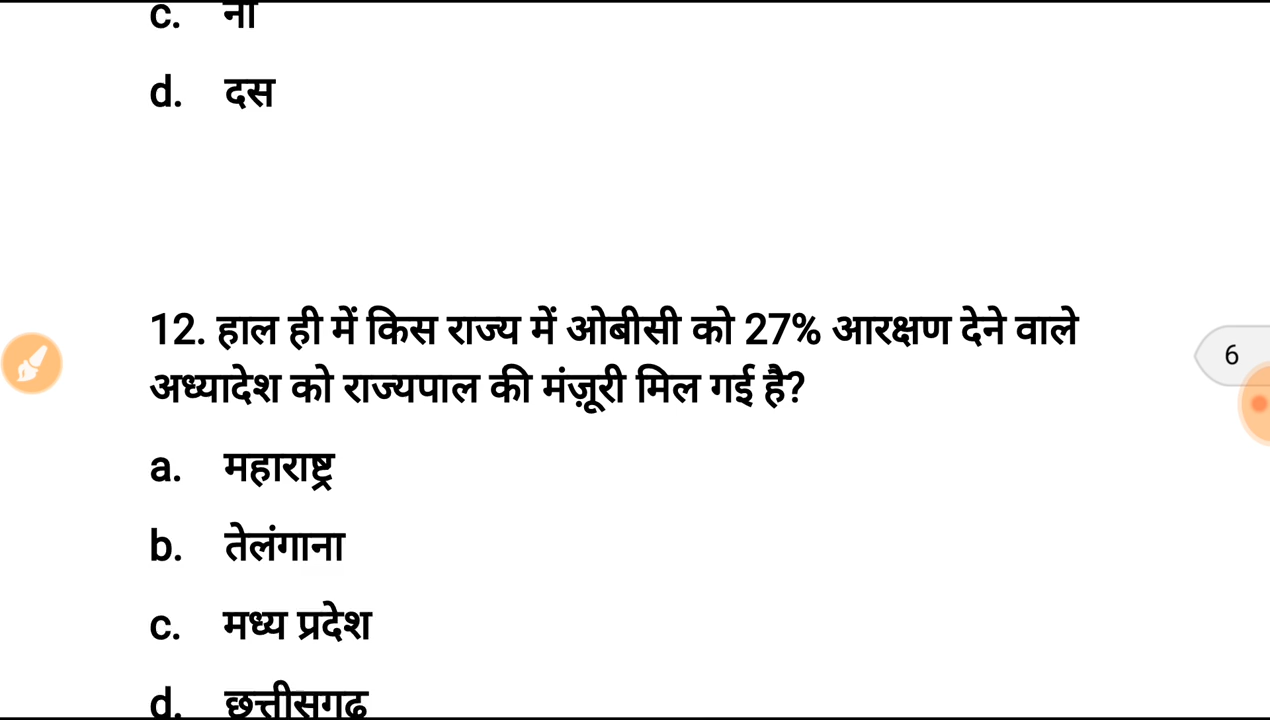 c. नौ
d. दस
12. हाल ही में किस राज्य में ओबीसी को 27% आरक्षण देने वाले
6
अध्यादेश को राज्यपाल की मंज़ूरी मिल गई है?
a. महाराष्ट्र
b. तेलंगाना
c. मध्य प्रदेश
d. छत्तीसगढ़